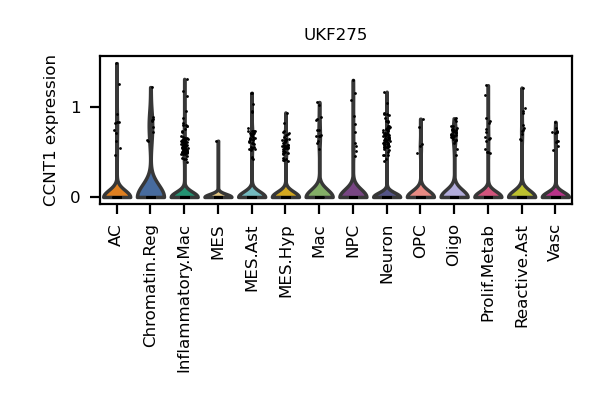 UKF275
CCNT1 expression
1
0
AC
Chromatin.Reg
Inflammatory.Mac
MES
MES.Ast
MES.Hyp
Mac
NPC
Neuron
OPC
Oligo
Prolif.Metab
Reactive.Ast
Vasc